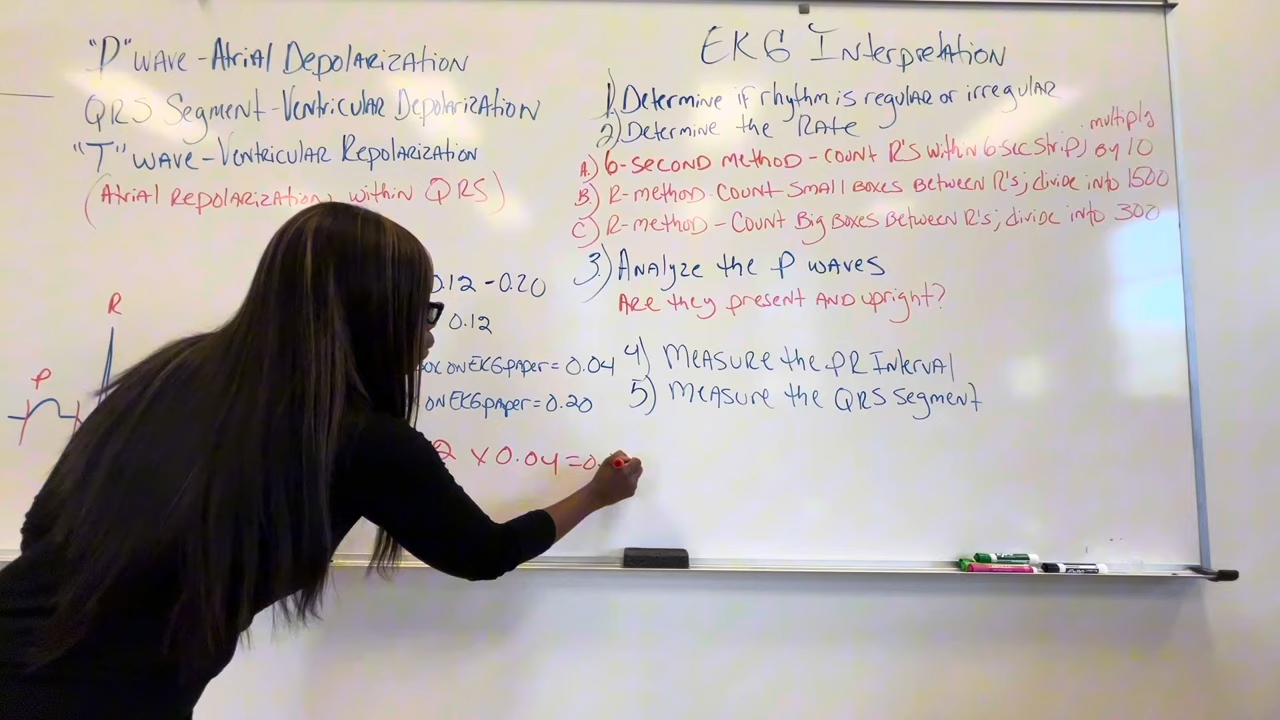 "P" wave - Atrial Depolarization
QRS Segment - Ventricular Depolarization
"T" wave - Ventricular Repolarization
(Atrial Repolarization, within QRS)
0.12 - 0.20
0.12
ON EKG paper = 0.04
ON EKG paper = 0.20
2 x 0.04 = 0.
R
P
EKG Interpretation
1.) Determine if rhythm is regular or irregular
2) Determine the Rate
A.) 6-second method - count R's within 6-sec strip; multiply by 10
B.) R-method - Count small boxes Between R's; divide into 1500
C.) R-method - Count Big Boxes Between R's; divide into 300
3.) Analyze the P waves
Are they present AND upright?
4) Measure the PR Interval
5) Measure the QRS segment